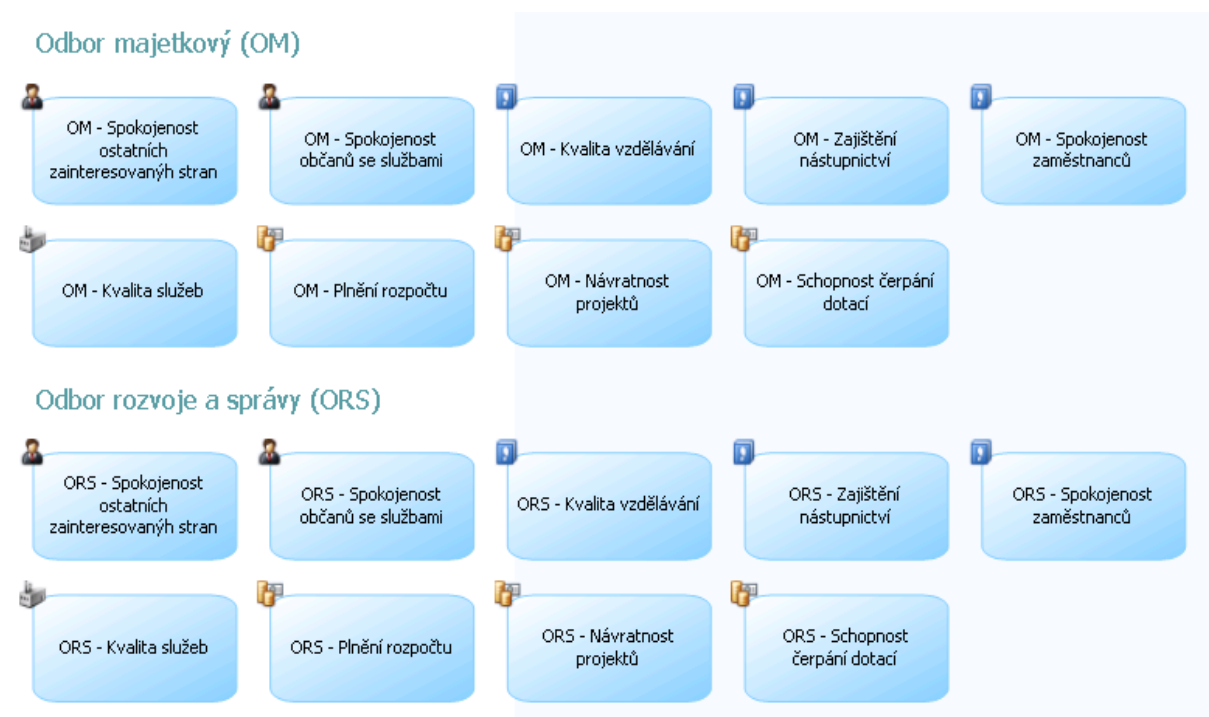 Odbor majetkový (OM)
OM - Spokojenost
ostatních
zainteresovanýh stran
OM - Spokojenost
občanů se službami
OM - Kvalita vzdělávání
OM - Zajištění
nástupnictví
OM - Spokojenost
zaměstnanců
OM - Kvalita služeb
OM - Plnění rozpočtu
OM - Návratnost
projektů
OM - Schopnost čerpání
dotací
Odbor rozvoje a správy (ORS)
ORS - Spokojenost
ostatních
zainteresovanýh stran
ORS - Spokojenost
občanů se službami
ORS - Kvalita vzdělávání
ORS - Zajištění
nástupnictví
ORS - Spokojenost
zaměstnanců
ORS - Kvalita služeb
ORS - Plnění rozpočtu
ORS - Návratnost
projektů
ORS - Schopnost
čerpání dotací